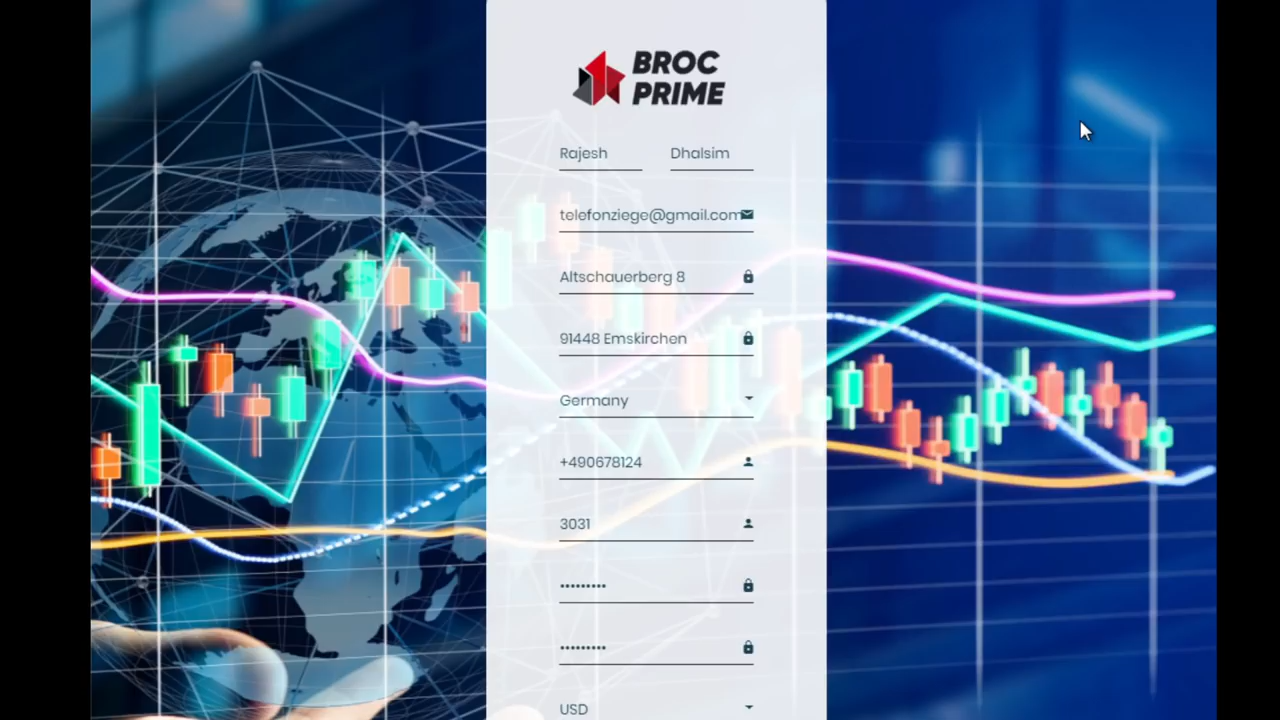 BROC
PRIME
Rajesh Dhalsim
telefonziege@gmail.com
Altschauerberg 8
91448 Emskirchen
Germany
+490678124
3031
•••••••••
•••••••••
USD